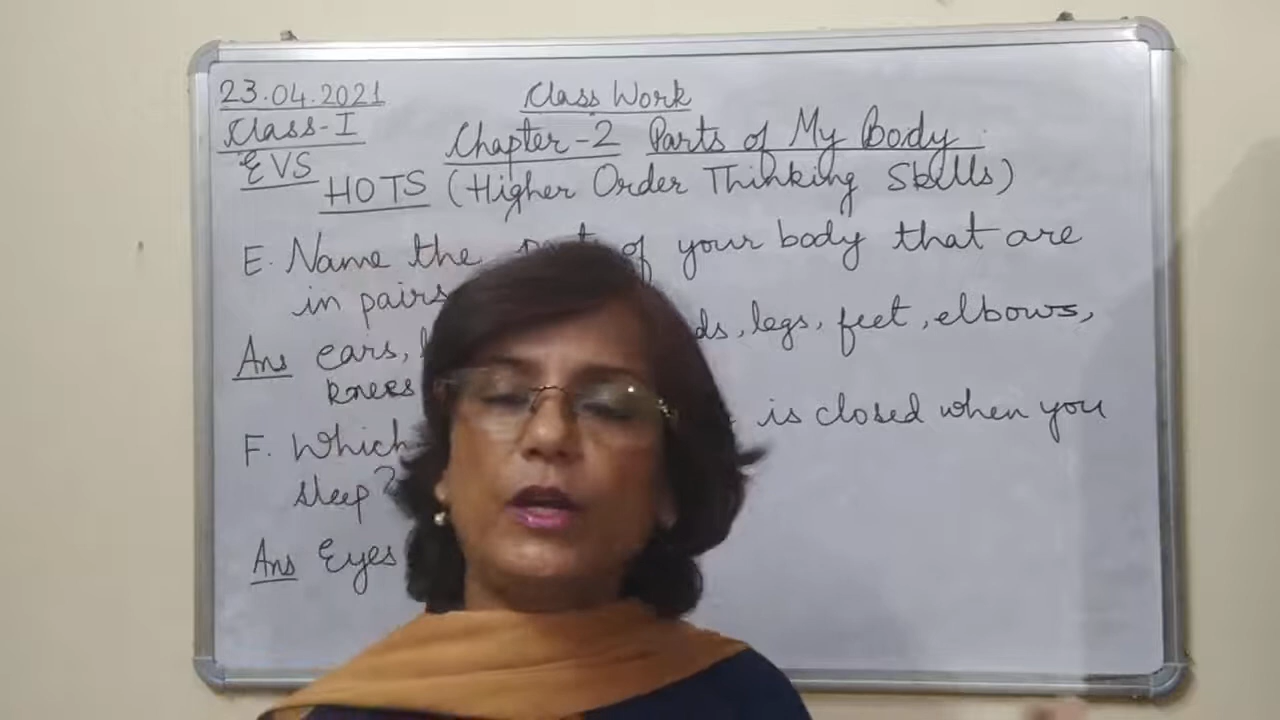 23.04.2021 Class Work
Class-I Chapter-2 Parts of My Body
EVS
HOTS (Higher Order Thinking Skills)
E. Name the of your body that are
in pairs
Ans ears, legs, feet, elbows,
knees
F. Which is closed when you
sleep?
Ans Eyes